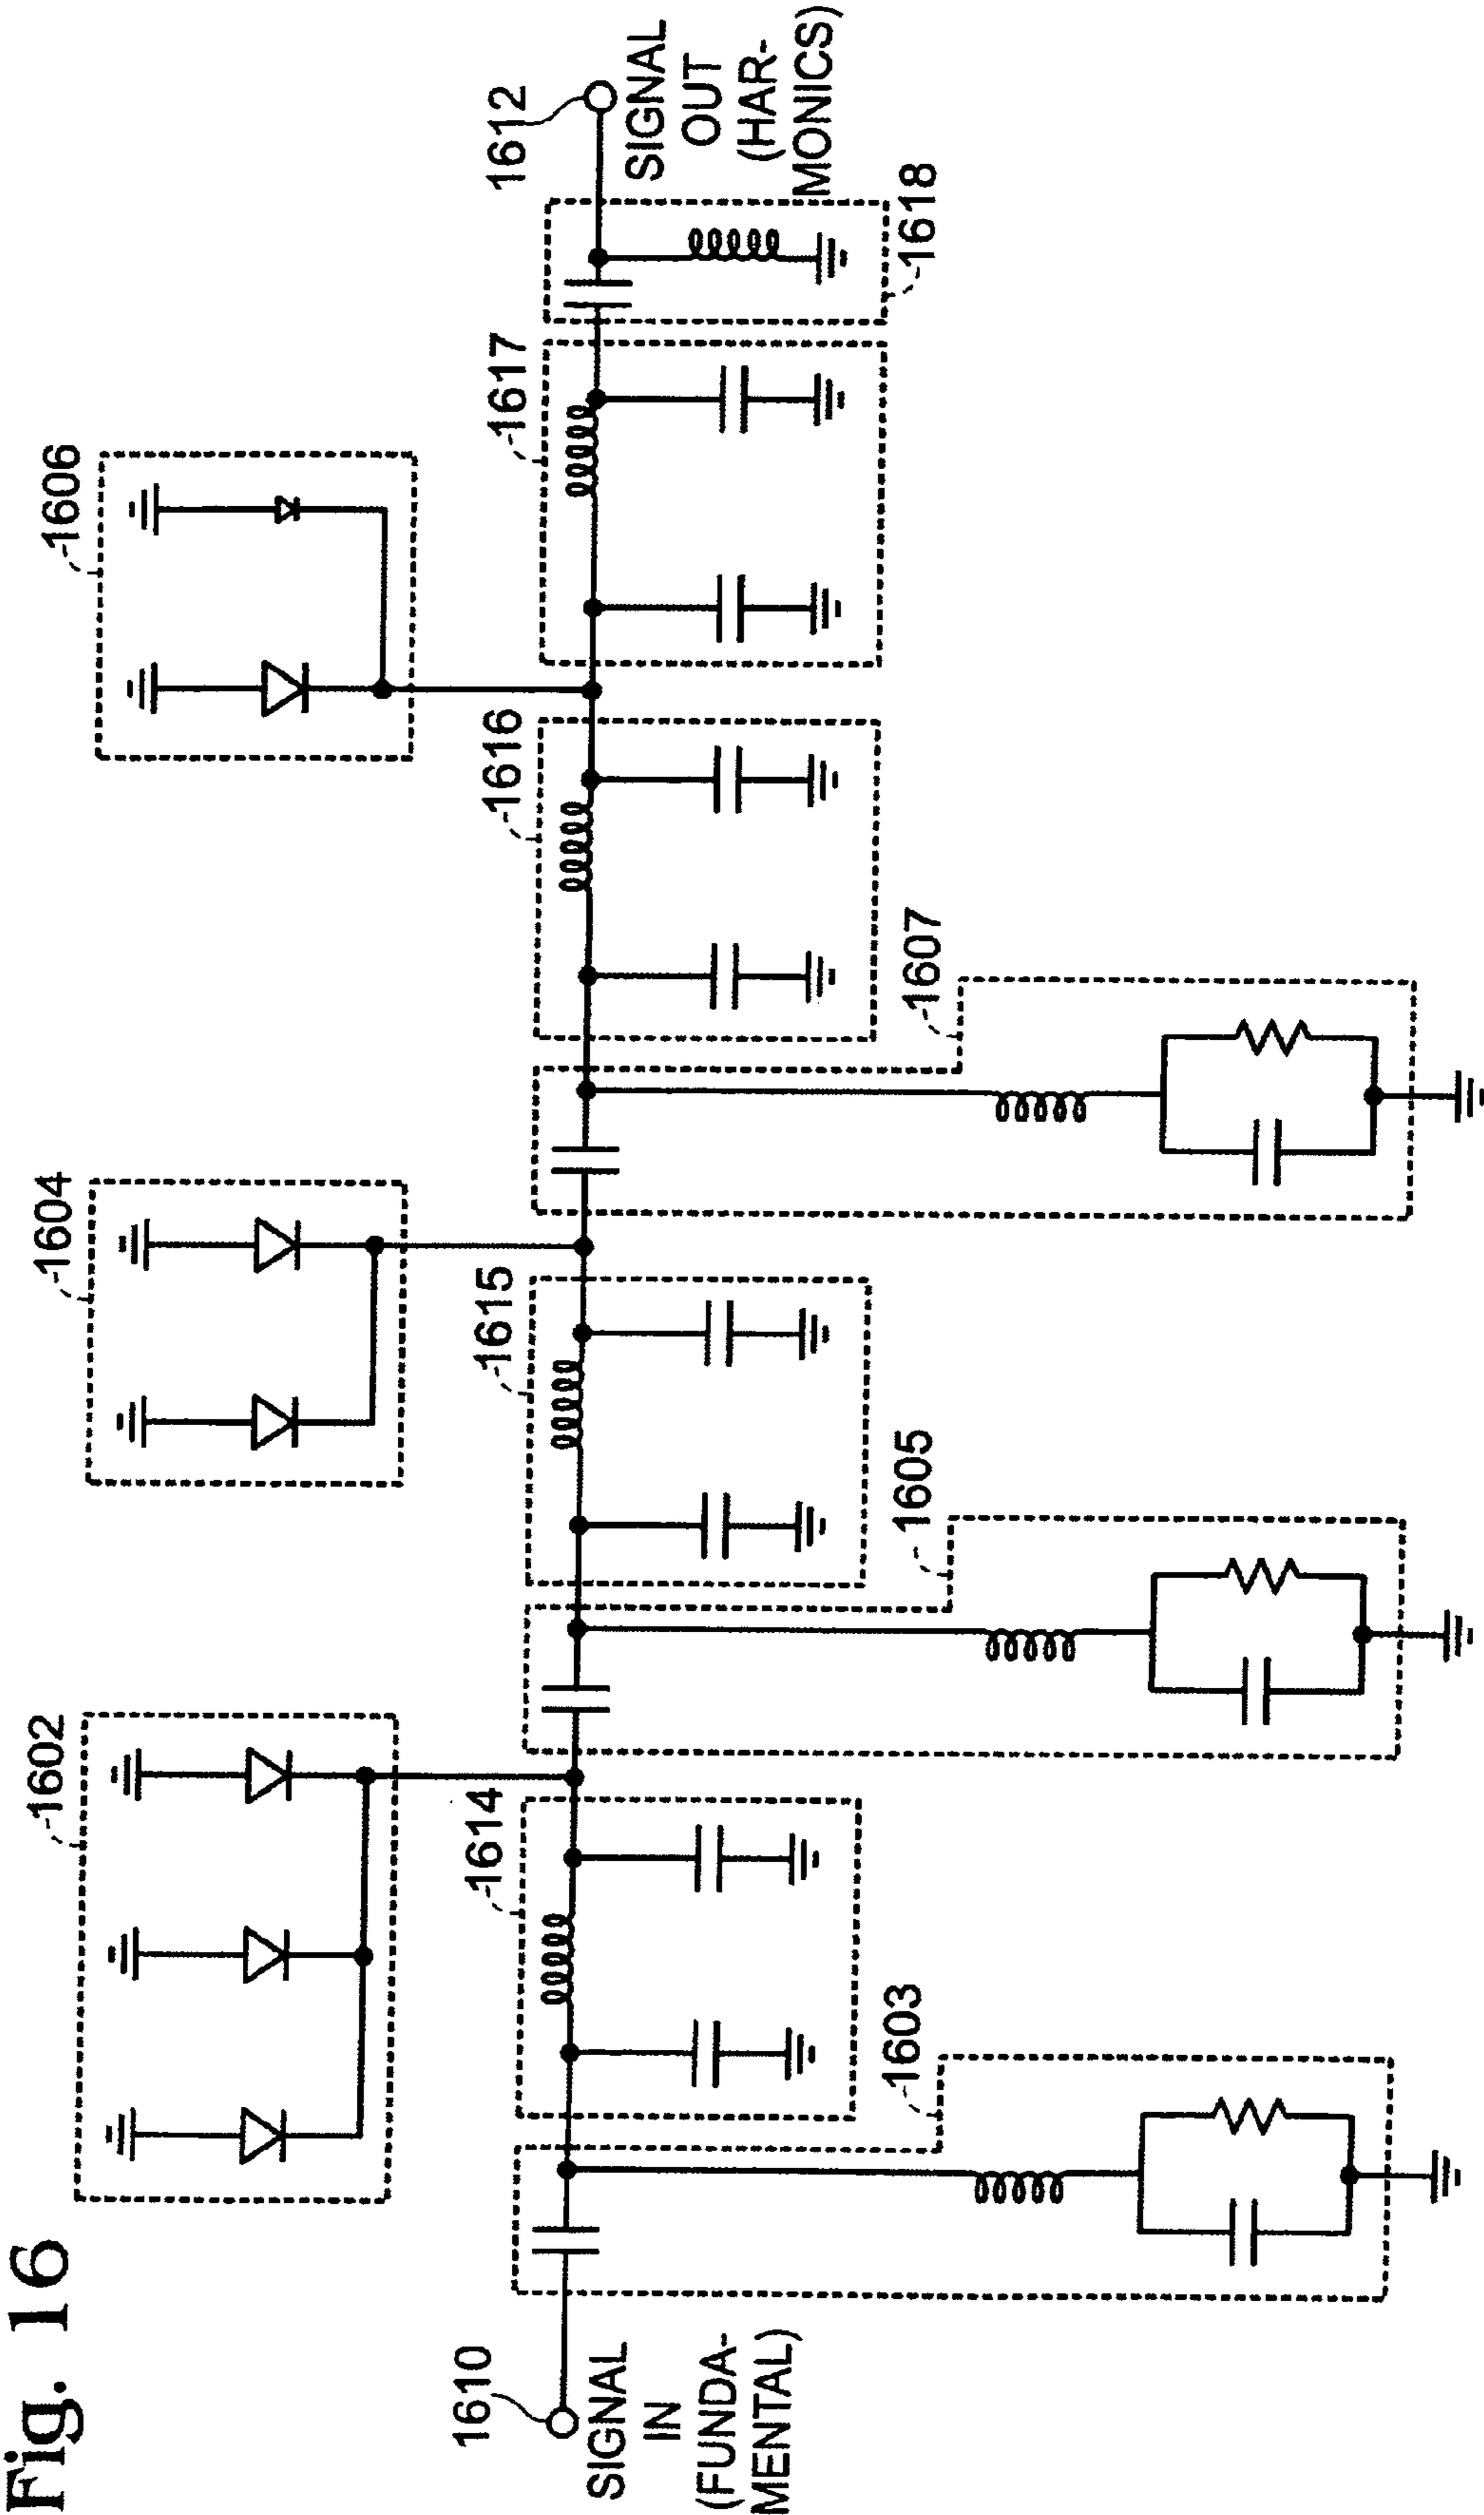 Fig. 16
1602
1604
1606
1610
SIGNAL
IN
(FUNDA-
MENTAL)
1614
1615
1616
1617
1612
SIGNAL
OUT
(HAR-
MONICS)
1603
1605
1607
1618